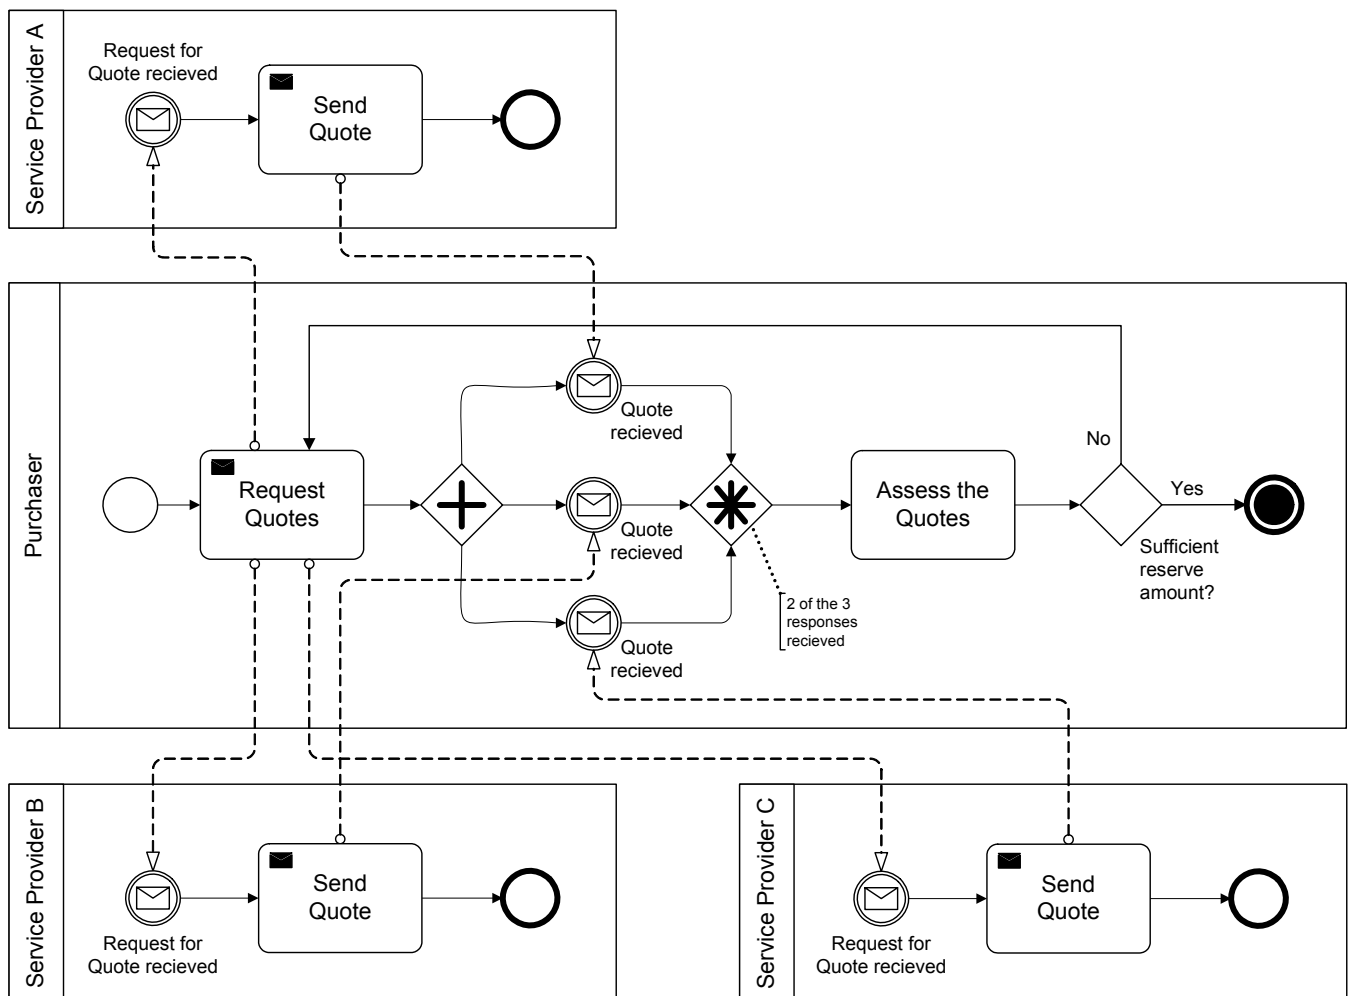 Service Provider A
Request for
Quote recieved
Send
Quote
Purchaser
Request
Quotes
Quote
recieved
Quote
recieved
Quote
recieved
2 of the 3
responses
recieved
Assess the
Quotes
No
Yes
Sufficient
reserve
amount?
Service Provider B
Request for
Quote recieved
Send
Quote
Service Provider C
Request for
Quote recieved
Send
Quote